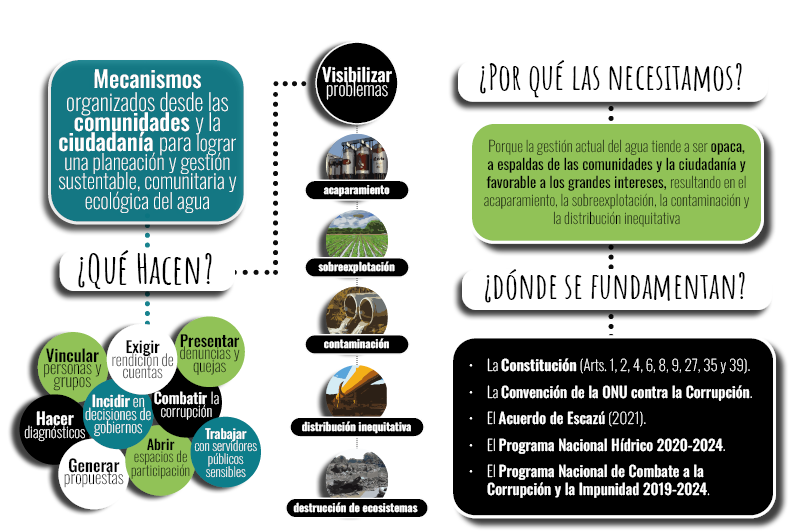 Mecanismos
organizados desde las
comunidades y la
ciudadanía para lograr
una planeación y gestión
sustentable, comunitaria y
ecológica del agua
¿Qué Hacen?
Vincular
personas y
grupos
Exigir
rendición de
cuentas
Presentar
denuncias y
quejas
Hacer
diagnósticos
Incidir en
decisiones de
gobiernos
Combatir la
corrupción
Generar
propuestas
Abrir
espacios de
participación
Trabajar
con servidores
públicos
sensibles
Visibilizar
problemas
acaparamiento
sobreexplotación
contaminación
distribución inequitativa
destrucción de ecosistemas
¿Por qué las necesitamos?
Porque la gestión actual del agua tiende a ser opaca,
a espaldas de las comunidades y la ciudadanía y
favorable a los grandes intereses, resultando en el
acaparamiento, la sobreexplotación, la contaminación y
la distribución inequitativa
¿Dónde se fundamentan?
• La Constitución (Arts. 1, 2, 4, 6, 8, 9, 27, 35 y 39).
• La Convención de la ONU contra la Corrupción.
• El Acuerdo de Escazú (2021).
• El Programa Nacional Hídrico 2020-2024.
• El Programa Nacional de Combate a la
Corrupción y la Impunidad 2019-2024.